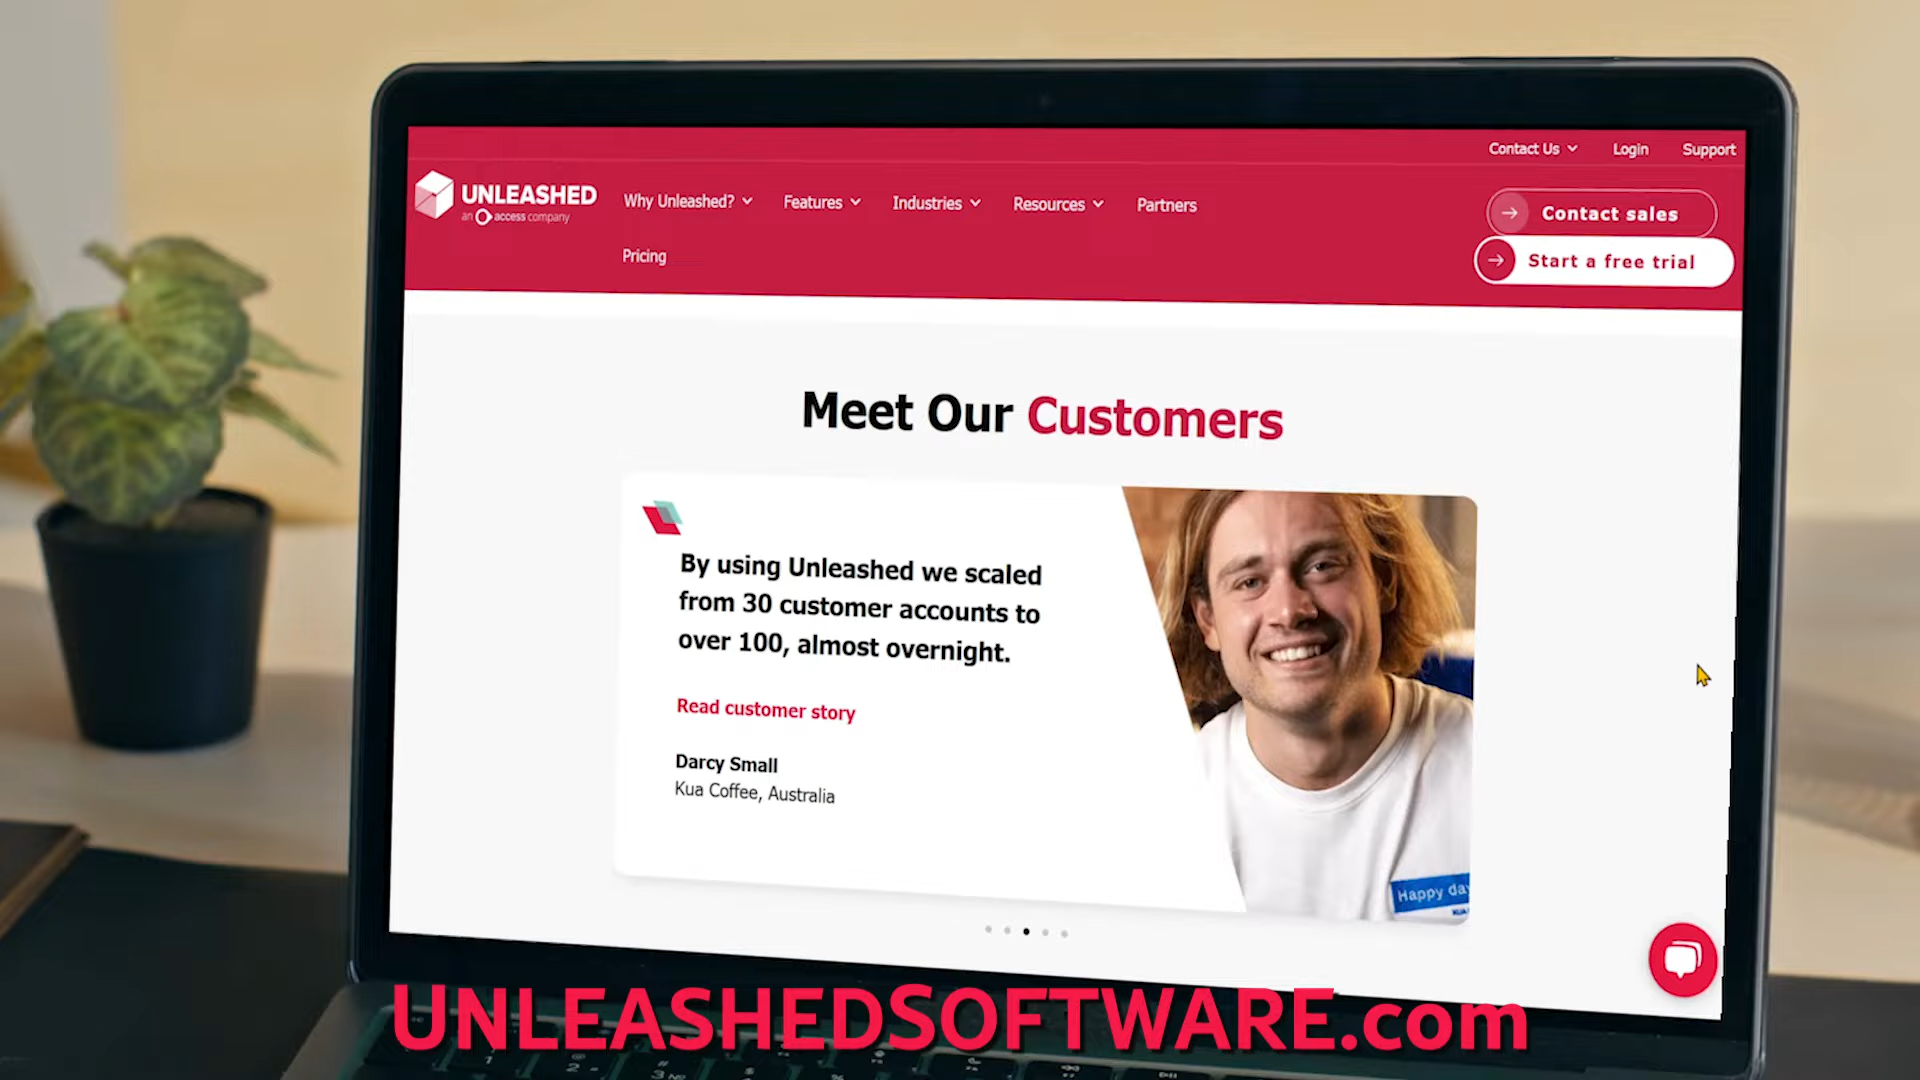 Contact Us
Login
Support
UNLEASHED
an access company
Why Unleashed?
Features
Industries
Resources
Partners
Pricing
Contact sales
Start a free trial
Meet Our Customers
By using Unleashed we scaled
from 30 customer accounts to
over 100, almost overnight.
Read customer story
Darcy Small
Kua Coffee, Australia
Happy day
UNLEASHEDSOFTWARE.com